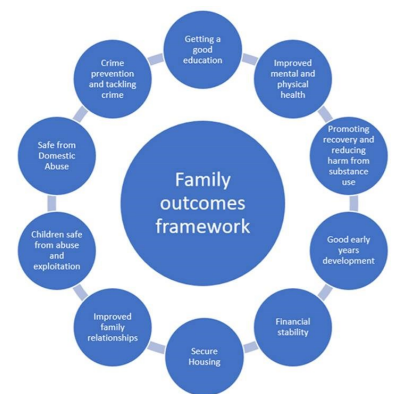 Getting a
good
education
Improved
mental and
physical
health
Promoting
recovery and
reducing
harm from
substance
use
Good early
years
development
Financial
stability
Secure
Housing
Improved
family
relationships
Children safe
from abuse
and
exploitation
Safe from
Domestic
Abuse
Crime
prevention
and tackling
crime
Family
outcomes
framework